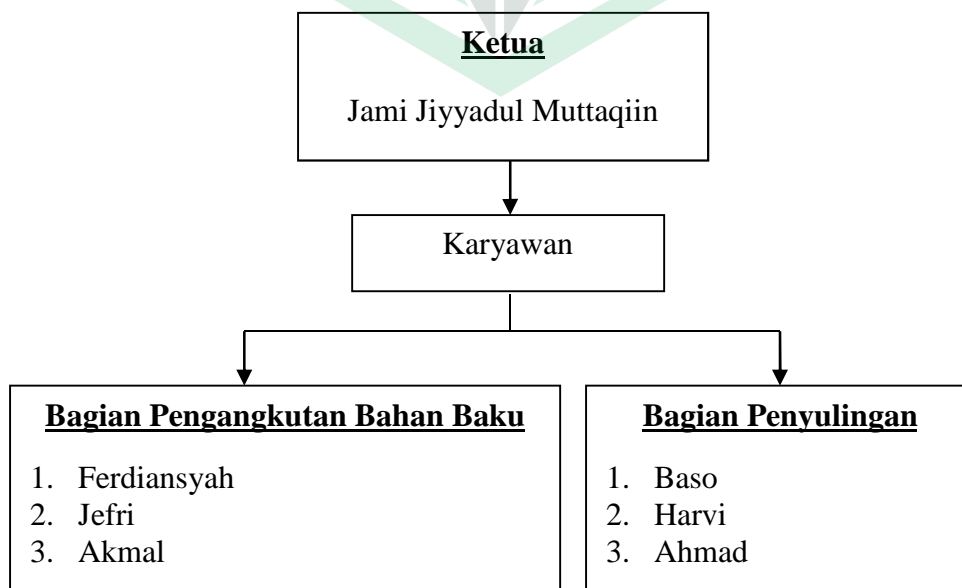 Ketua
Jami Jiyyadul Muttaqiin
Karyawan
Bagian Pengangkutan Bahan Baku
1. Ferdiansyah
2. Jefri
3. Akmal
Bagian Penyulingan
1. Baso
2. Harvi
3. Ahmad